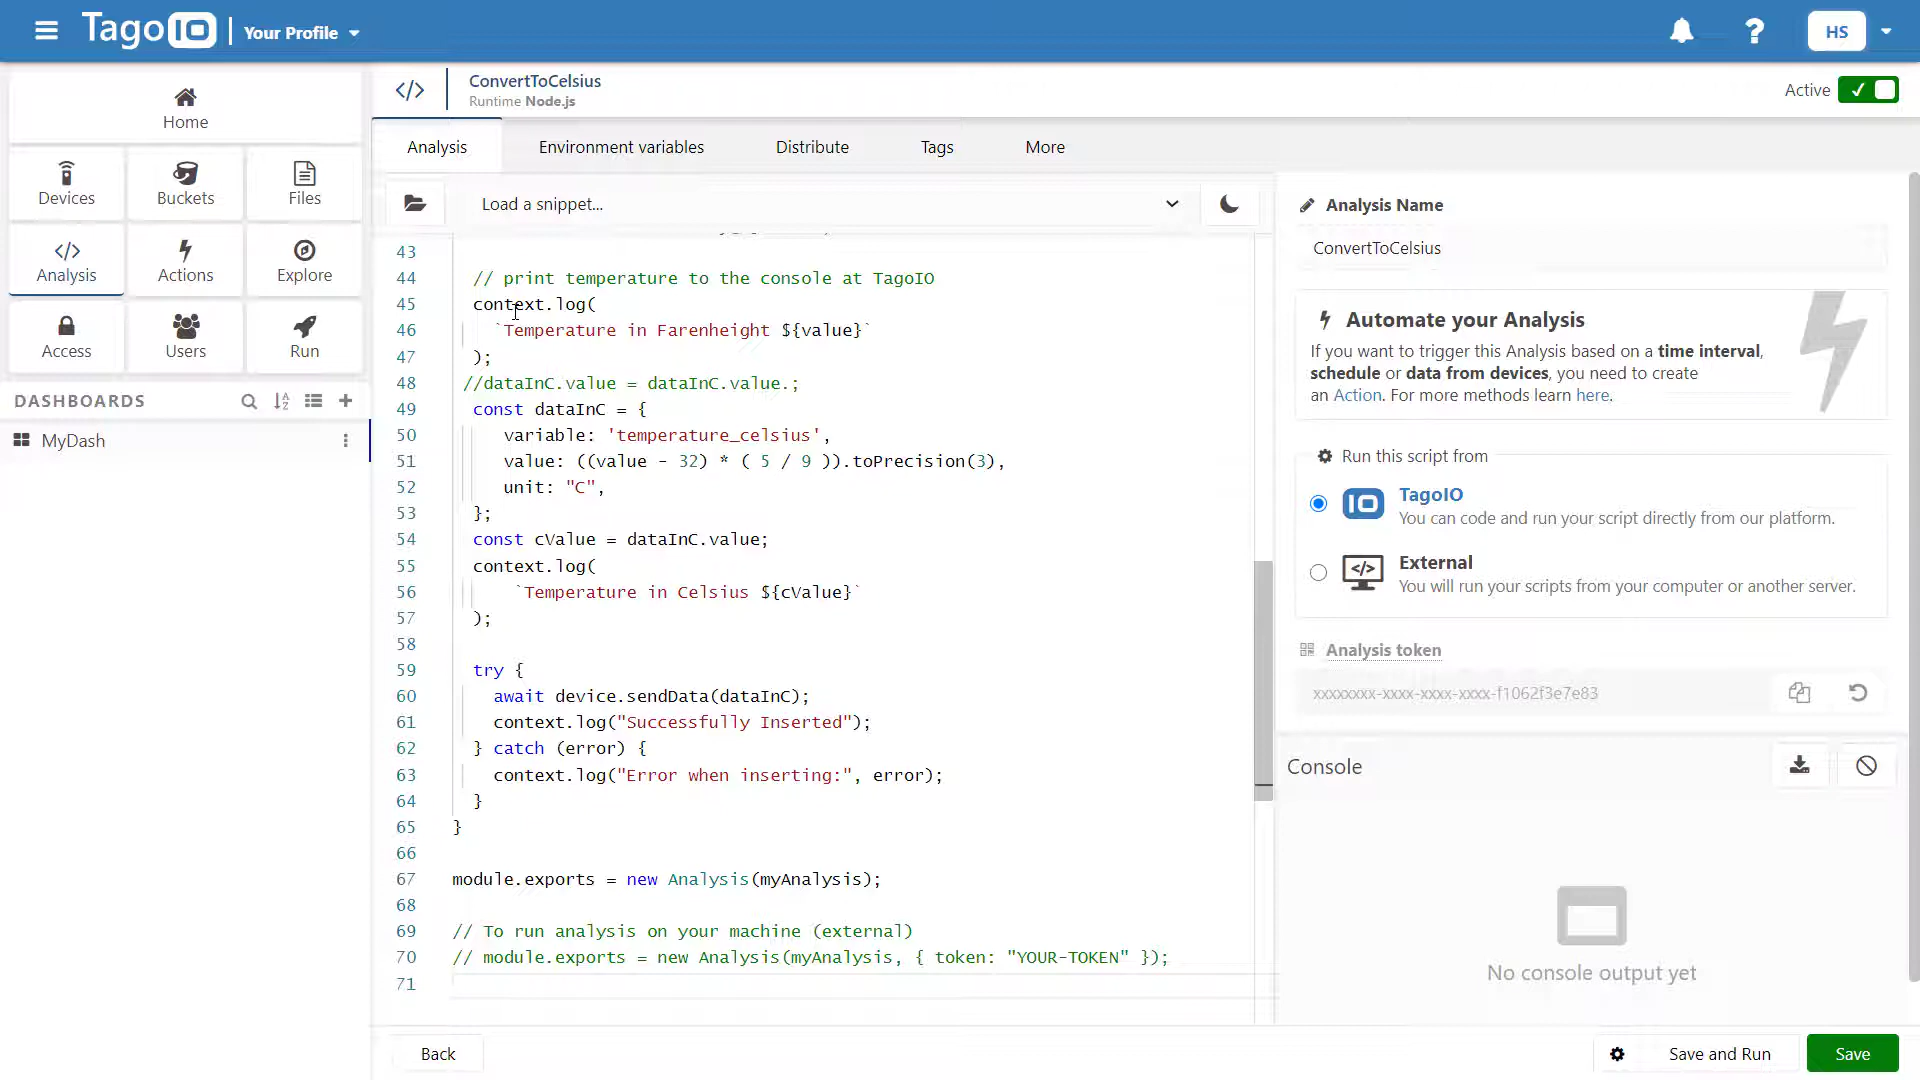 TagoIO
Your Profile
HS
Home
Devices
Buckets
Files
Analysis
Actions
Explore
Access
Users
Run
DASHBOARDS
MyDash
ConvertToCelsius
Runtime Node.js
Active
Analysis
Environment variables
Distribute
Tags
More
Load a snippet...
43
44 // print temperature to the console at TagoIO
45 context.log(
46 `Temperature in Farenheight ${value}`
47 );
48 //dataInC.value = dataInC.value.;
49 const dataInC = {
50 variable: 'temperature_celsius',
51 value: ((value - 32) * ( 5 / 9 )).toPrecision(3),
52 unit: "C",
53 };
54 const cValue = dataInC.value;
55 context.log(
56 `Temperature in Celsius ${cValue}`
57 );
58
59 try {
60 await device.sendData(dataInC);
61 context.log("Successfully Inserted");
62 } catch (error) {
63 context.log("Error when inserting:", error);
64 }
65 }
66
67 module.exports = new Analysis(myAnalysis);
68
69 // To run analysis on your machine (external)
70 // module.exports = new Analysis(myAnalysis, { token: "YOUR-TOKEN" });
71
Analysis Name
ConvertToCelsius
Automate your Analysis
If you want to trigger this Analysis based on a time interval,
schedule or data from devices, you need to create
an Action. For more methods learn here.
Run this script from
TagoIO
You can code and run your script directly from our platform.
External
You will run your scripts from your computer or another server.
Analysis token
xxxxxxxx-xxxx-xxxx-xxxx-f1062f3e7e83
Console
No console output yet
Back
Save and Run
Save